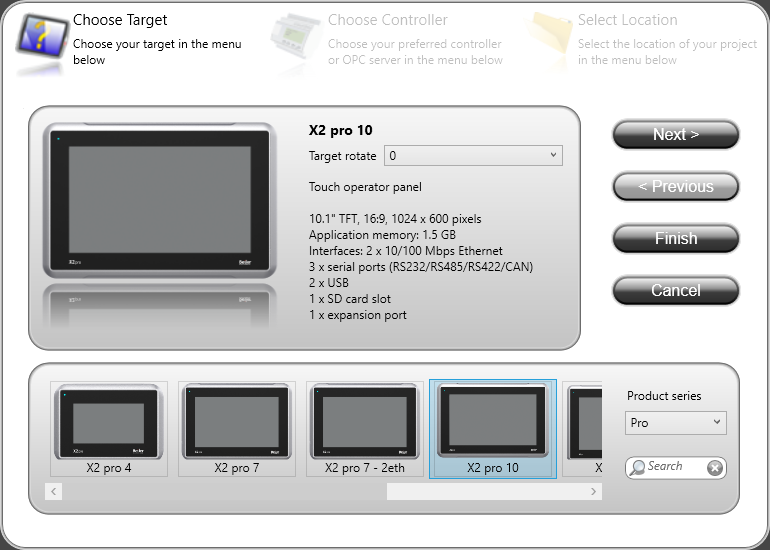 Choose Target
Choose your target in the menu
below
Choose Controller
Choose your preferred controller
or OPC server in the menu below
Select Location
Select the location of your project
in the menu below
X2 pro 10
Target rotate 0
Touch operator panel
10.1" TFT, 16:9, 1024 x 600 pixels
Application memory: 1.5 GB
Interfaces: 2 x 10/100 Mbps Ethernet
3 x serial ports (RS232/RS485/RS422/CAN)
2 x USB
1 x SD card slot
1 x expansion port
X2pro
Beijer
Next >
< Previous
Finish
Cancel
X2pro
Beijer
X2 pro 4
X2 pro 7
X2 pro 7 - 2eth
X2 pro 10
X
Product series
Pro
Search